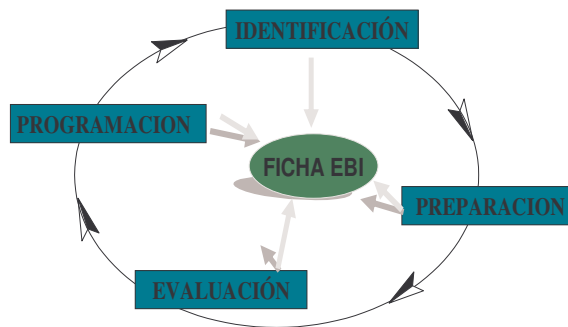 IDENTIFICACIÓN
PROGRAMACION
FICHA EBI
PREPARACION
EVALUACIÓN